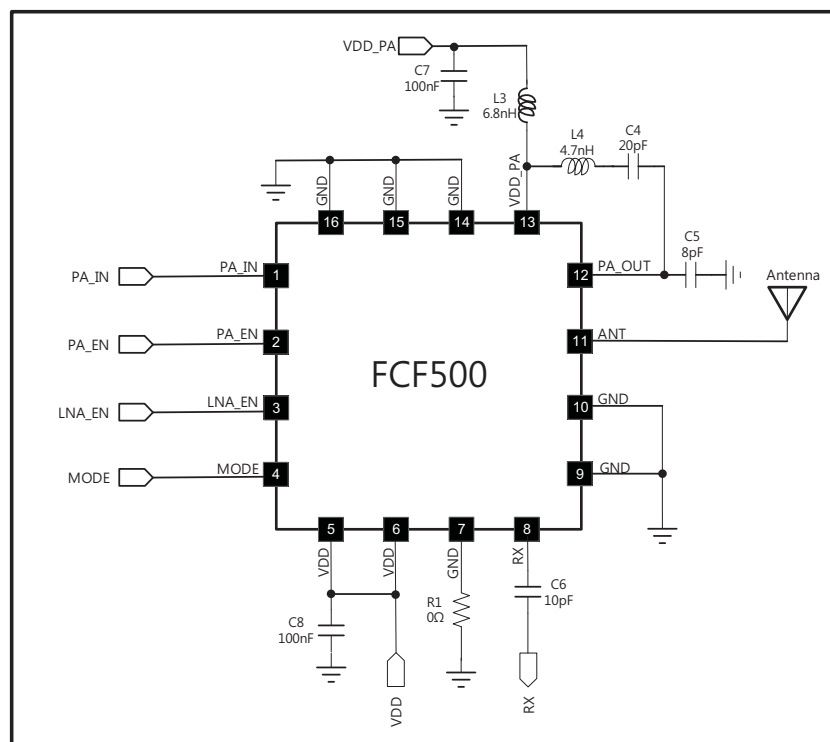 VDD_PA
C7
100nF
L3
6.8nH
L4
4.7nH
C4
20pF
GND
GND
GND
VDD_PA
16
15
14
13
C5
8pF
PA_IN
PA_IN
1
12
PA_OUT
Antenna
PA_EN
PA_EN
2
11
ANT
FCF500
LNA_EN
LNA_EN
3
10
GND
MODE
MODE
4
9
GND
5
6
7
8
VDD
VDD
GND
RX
C8
100nF
R1
0Ω
C6
10pF
VDD
RX